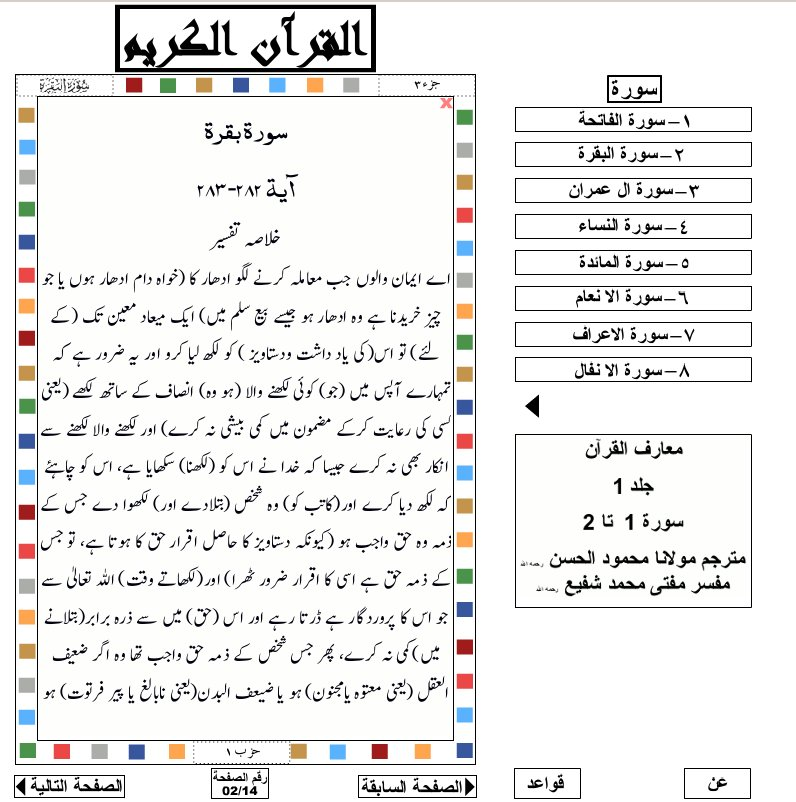 القرآن الكريم
جزء ٣
سورة البقرة
x
سورة بقرة
آية ٢٨٢-٢٨٣
خلاصہ تفسیر
اے ایمان والوں جب معاملہ کرنے لگو ادھار کا (خواہ دام ادھار ہوں یا جو
چیز خریدنا ہے وہ ادھار ہو جیسے بیع سلم میں) ایک میعاد معین تک (کے
لئے) تو اس(کی یاد داشت ودستاویز ) کو لکھ لیا کرو اور یہ ضرور ہے کہ
تمہارے آپس میں (جو) کوئی لکھنے والا (ہو وہ) انصاف کے ساتھ لکھے (یعنی
کسی کی رعایت کرکے مضمون میں کمی بیشی نہ کرے) اور لکھنے والا لکھنے سے
انکار بھی نہ کرے جیسا کہ خدا نے اس کو (لکھنا) سکھایا ہے، اس کو چاہئے
کہ لکھ دیا کرے اور(کاتب کو) وہ شخص (بتلادے اور) لکھوا دے جس کے
ذمہ وہ حق واجب ہو (کیونکہ دستاویز کا حاصل اقرار حق کا ہوتا ہے، تو جس
کے ذمہ حق ہے اسی کا اقرار ضرور ٹھرا) اور(لکھاتے وقت) اللہ تعالیٰ سے
جو اس کا پروردگار ہے ڈرتا رہے اور اس (حق) میں سے ذرہ برابر(بتلانے
میں)کمی نہ کرے، پھر جس شخص کے ذمہ حق واجب تھا وہ اگر ضعیف
العقل (یعنی معتوہ یامجنون) ہو یا ضعیف البدن(یعنی نابالغ یا پیر فرتوت) ہو
حزب ١
الصفحة السابقة
رقم الصفحة
02/14
الصفحة التالية
سورة
١-سورة الفاتحة
٢-سورة البقرة
٣-سورة ال عمران
٤-سورة النساء
٥-سورة المائدة
٦-سورة الا نعام
٧-سورة الاعراف
٨-سورة الا نفال
معارف القرآن
جلد 1
سورة 1 تا 2
مترجم مولانا محمود الحسن رحمه الله
مفسر مفتی محمد شفیع رحمه الله
عن
قواعد